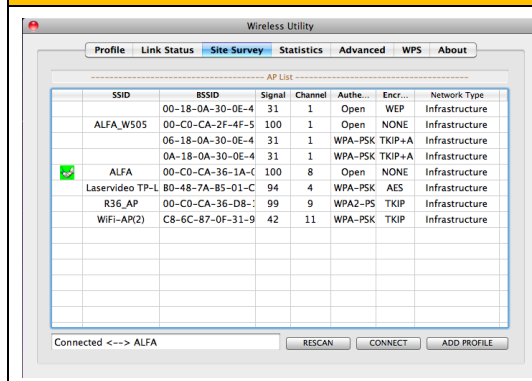 Wireless Utility
Profile Link Status Site Survey Statistics Advanced WPS About
AP List
SSID BSSID Signal Channel Authe... Encr... Network Type
00-18-0A-30-0E-4 31 1 Open WEP Infrastructure
ALFA_W505 00-C0-CA-2F-4F-5 100 1 Open NONE Infrastructure
06-18-0A-30-0E-4 31 1 WPA-PSK TKIP+A Infrastructure
0A-18-0A-30-0E-4 31 1 WPA-PSK TKIP+A Infrastructure
ALFA 00-C0-CA-36-1A-0 100 8 Open NONE Infrastructure
Laservideo TP-L B0-48-7A-B5-01-C 94 4 WPA-PSK AES Infrastructure
R36_AP 00-C0-CA-36-D8- 99 9 WPA2-PS TKIP Infrastructure
WiFi-AP(2) C8-6C-87-0F-31-9 42 11 WPA-PSK TKIP Infrastructure
Connected <--> ALFA RESCAN CONNECT ADD PROFILE